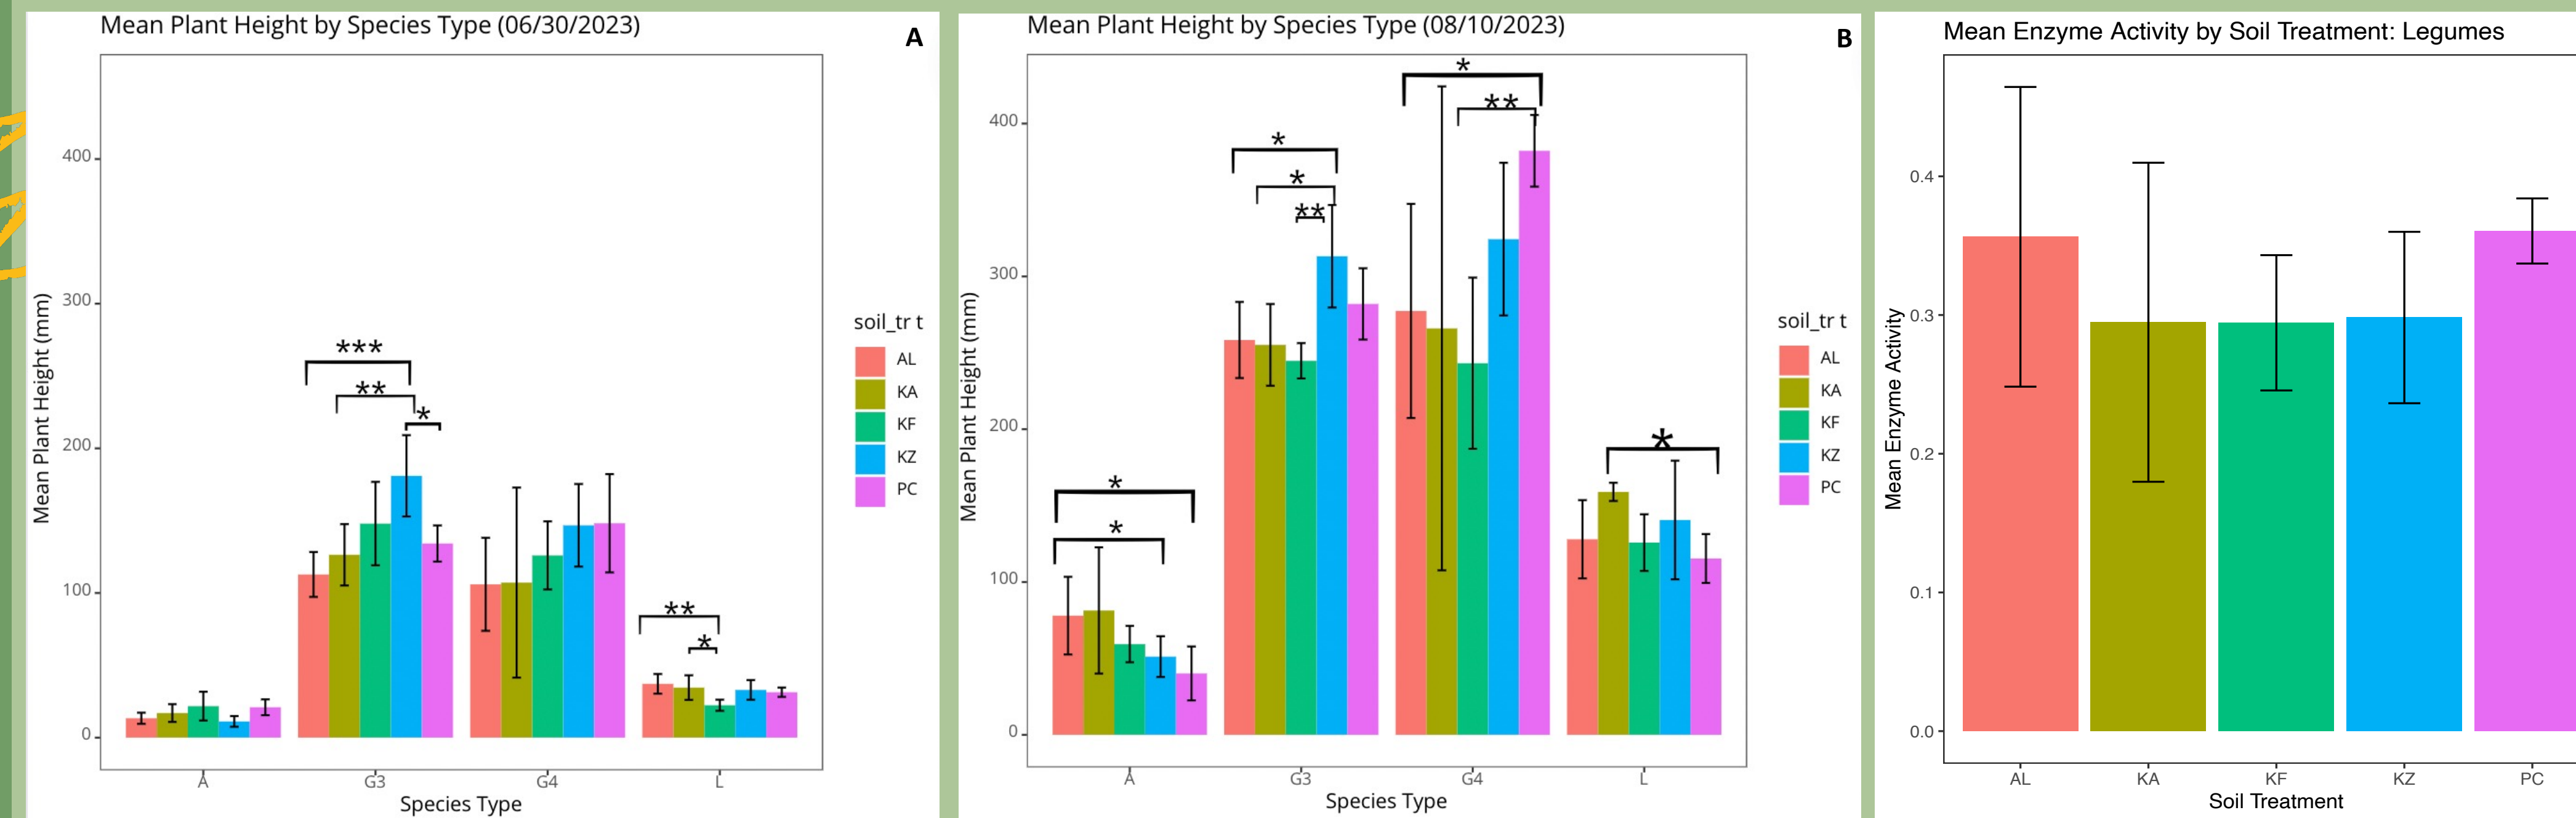 Mean Plant Height by Species Type (06/30/2023)
A
***
**
*
**
*
400
300
200
100
0
Mean Plant Height (mm)
A
G3
G4
L
Species Type
soil_tr t
AL
KA
KF
KZ
PC
Mean Plant Height by Species Type (08/10/2023)
B
*
**
*
*
**
*
*
*
400
300
200
100
0
Mean Plant Height (mm)
A
G3
G4
L
Species Type
soil_tr t
AL
KA
KF
KZ
PC
Mean Enzyme Activity by Soil Treatment: Legumes
0.4
0.3
0.2
0.1
0.0
Mean Enzyme Activity
AL
KA
KF
KZ
PC
Soil Treatment